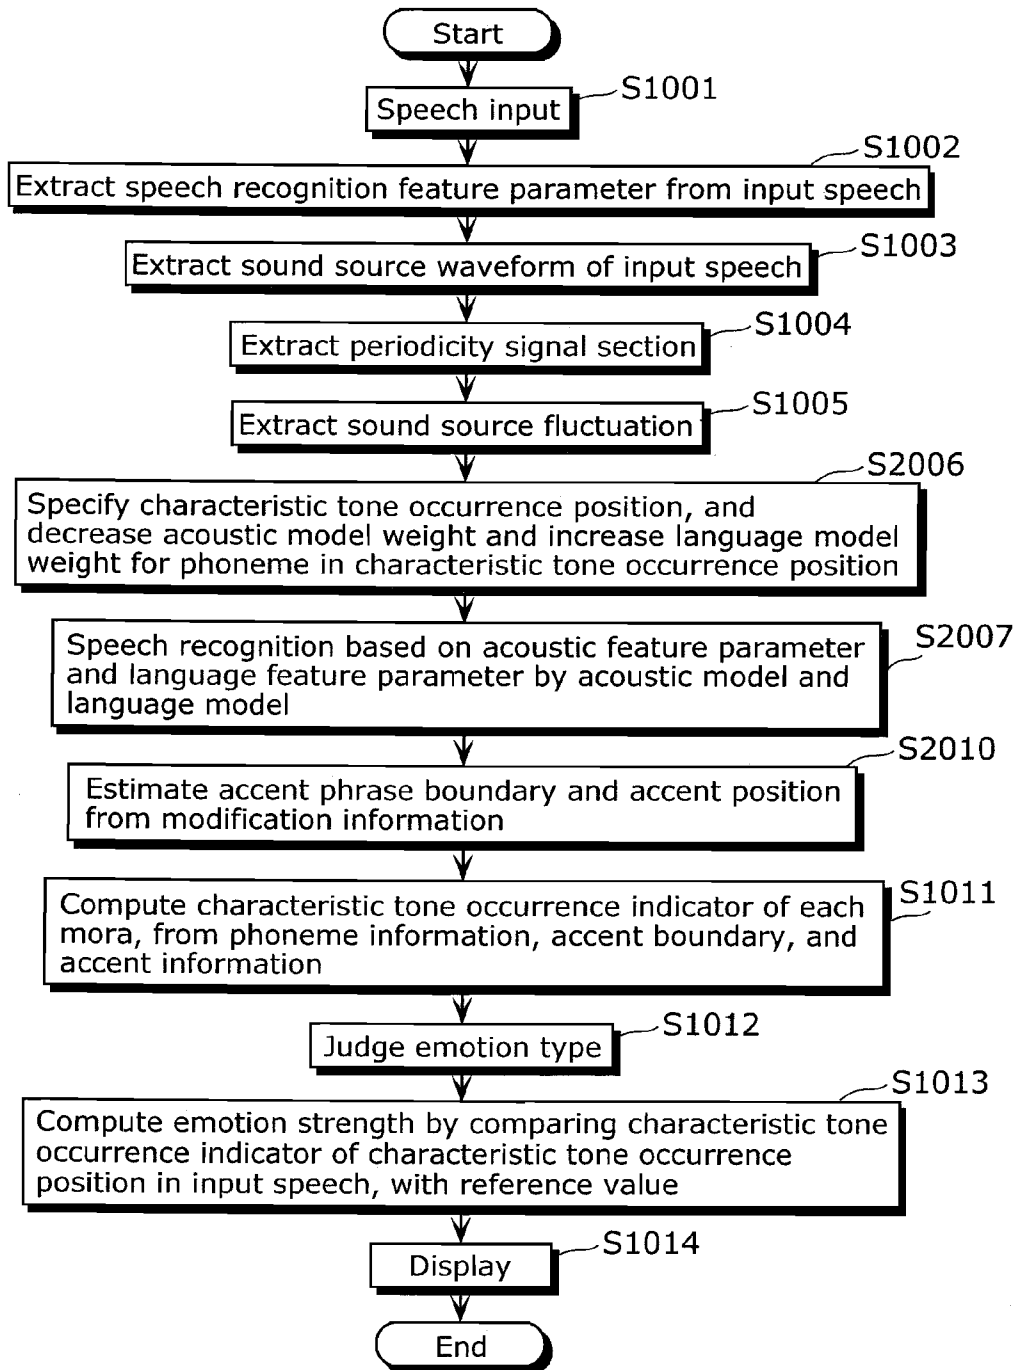 Start
S1001
Speech input
S1002
Extract speech recognition feature parameter from input speech
S1003
Extract sound source waveform of input speech
S1004
Extract periodicity signal section
S1005
Extract sound source fluctuation
S2006
Specify characteristic tone occurrence position, and
decrease acoustic model weight and increase language model
weight for phoneme in characteristic tone occurrence position
S2007
Speech recognition based on acoustic feature parameter
and language feature parameter by acoustic model and
language model
S2010
Estimate accent phrase boundary and accent position
from modification information
S1011
Compute characteristic tone occurrence indicator of each
mora, from phoneme information, accent boundary, and
accent information
S1012
Judge emotion type
S1013
Compute emotion strength by comparing characteristic tone
occurrence indicator of characteristic tone occurrence
position in input speech, with reference value
S1014
Display
End